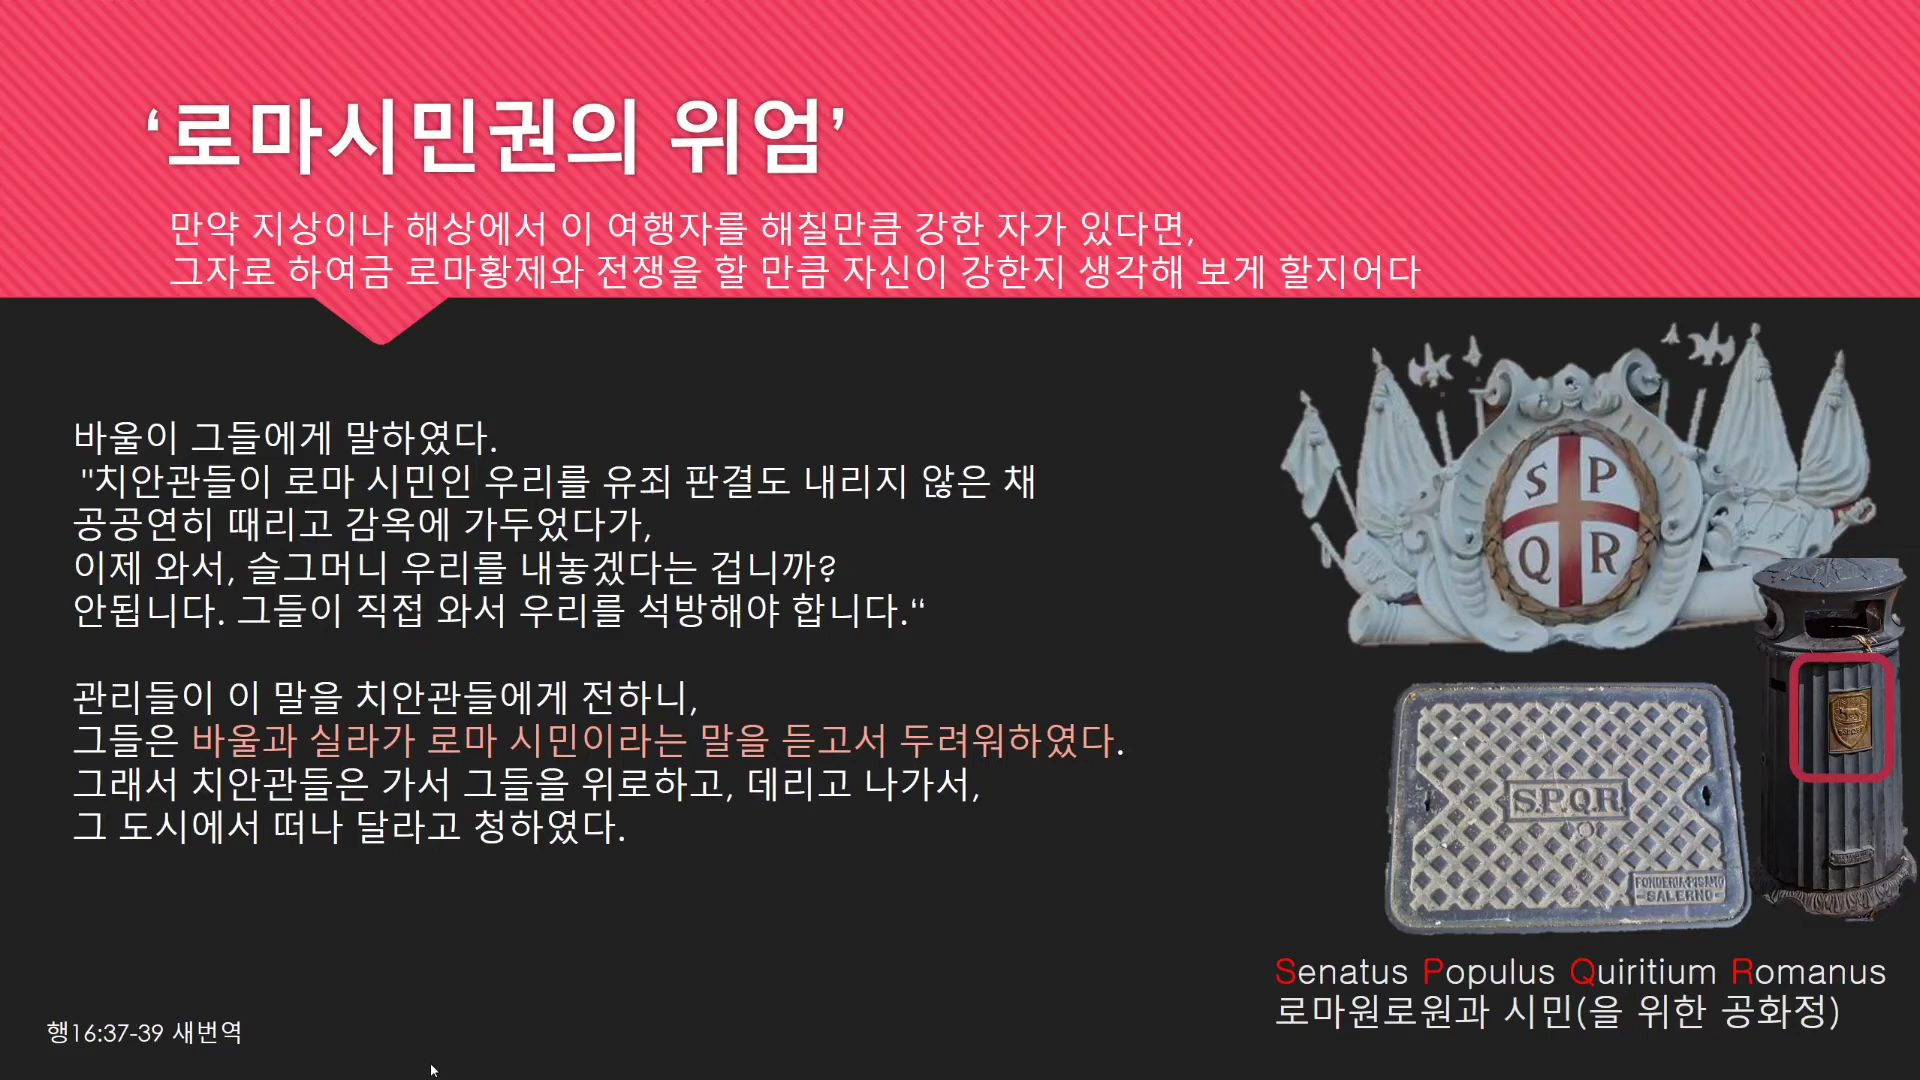 ‘로마시민권의 위엄’
만약 지상이나 해상에서 이 여행자를 해칠만큼 강한 자가 있다면,
그자로 하여금 로마황제와 전쟁을 할 만큼 자신이 강한지 생각해 보게 할지어다
바울이 그들에게 말하였다.
"치안관들이 로마 시민인 우리를 유죄 판결도 내리지 않은 채
공공연히 때리고 감옥에 가두었다가,
이제 와서, 슬그머니 우리를 내놓겠다는 겁니까?
안됩니다. 그들이 직접 와서 우리를 석방해야 합니다.“
관리들이 이 말을 치안관들에게 전하니,
그들은 바울과 실라가 로마 시민이라는 말을 듣고서 두려워하였다.
그래서 치안관들은 가서 그들을 위로하고, 데리고 나가서,
그 도시에서 떠나 달라고 청하였다.
행16:37-39 새번역
S P
Q R
S.P.Q.R.
FONDERIA PISANO
-SALERNO-
Senatus Populus Quiritium Romanus
로마원로원과 시민(을 위한 공화정)